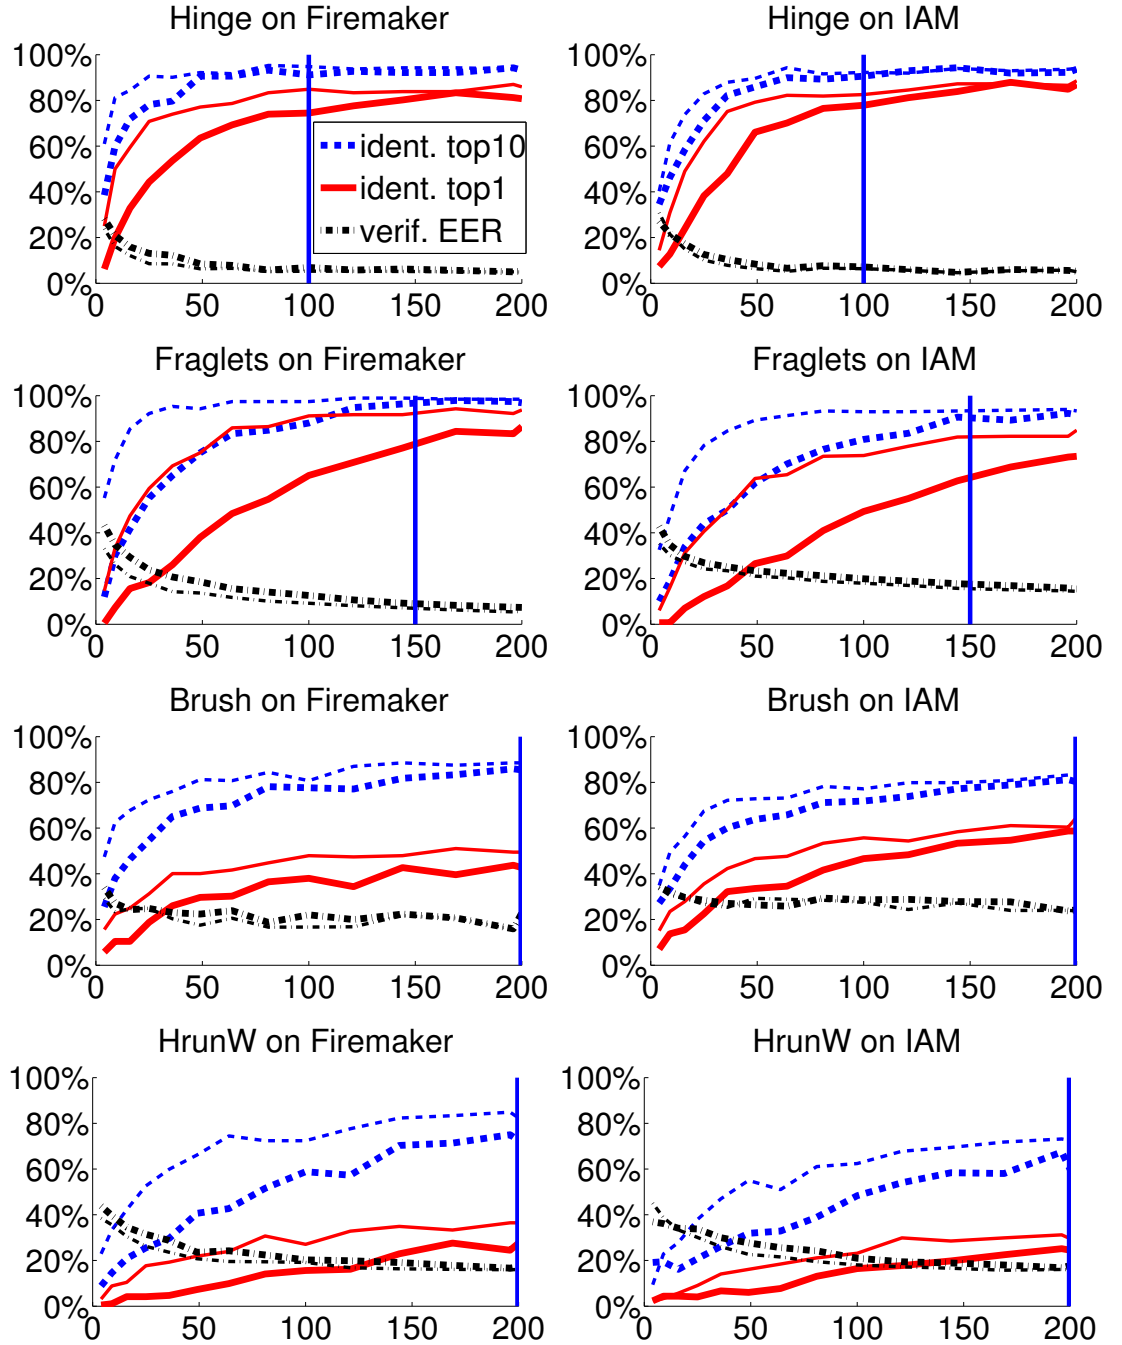 Hinge on Firemaker
100%
80%
60%
40%
20%
0%
0 50 100 150 200
ident. top10
ident. top1
verif. EER
Hinge on IAM
100%
80%
60%
40%
20%
0%
0 50 100 150 200
Fraglets on Firemaker
100%
80%
60%
40%
20%
0%
0 50 100 150 200
Fraglets on IAM
100%
80%
60%
40%
20%
0%
0 50 100 150 200
Brush on Firemaker
100%
80%
60%
40%
20%
0%
0 50 100 150 200
Brush on IAM
100%
80%
60%
40%
20%
0%
0 50 100 150 200
HrunW on Firemaker
100%
80%
60%
40%
20%
0%
0 50 100 150 200
HrunW on IAM
100%
80%
60%
40%
20%
0%
0 50 100 150 200